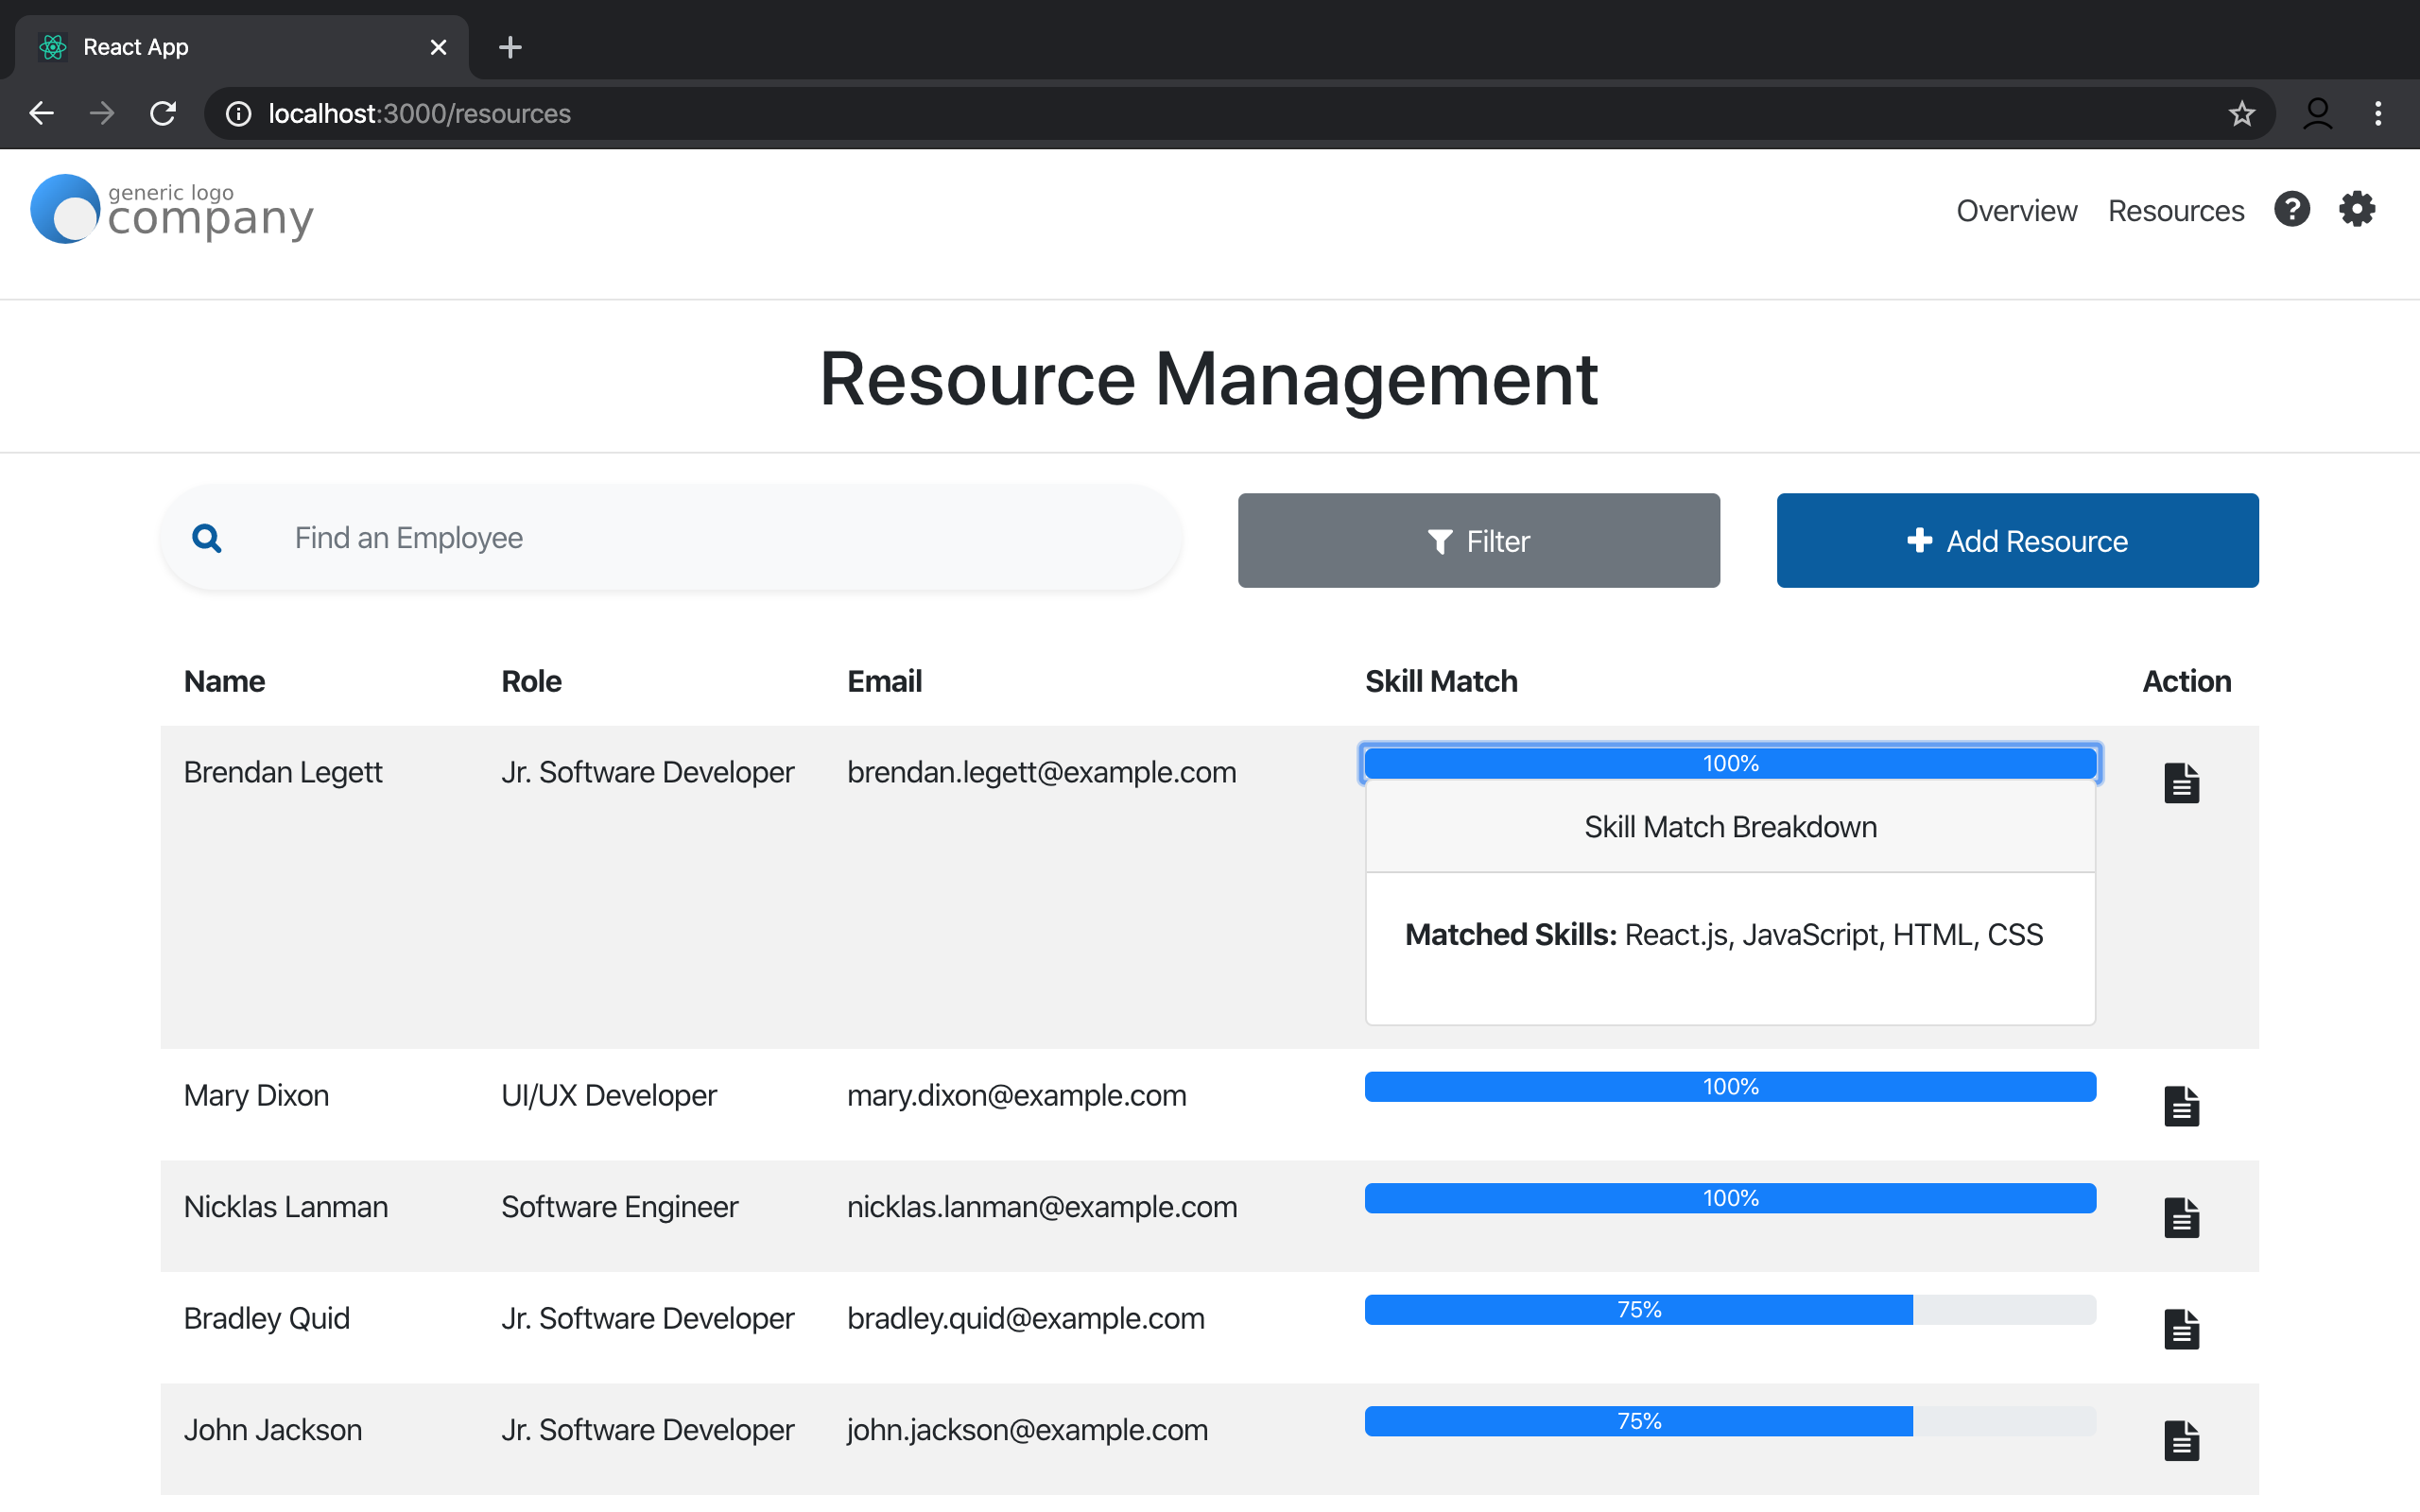 React App
localhost:3000/resources
generic logo
company
Overview Resources
Resource Management
Find an Employee
Filter
Add Resource
Name Role Email Skill Match Action
Brendan Legett Jr. Software Developer brendan.legett@example.com 100%
Skill Match Breakdown
Matched Skills: React.js, JavaScript, HTML, CSS
Mary Dixon UI/UX Developer mary.dixon@example.com 100%
Nicklas Lanman Software Engineer nicklas.lanman@example.com 100%
Bradley Quid Jr. Software Developer bradley.quid@example.com 75%
John Jackson Jr. Software Developer john.jackson@example.com 75%